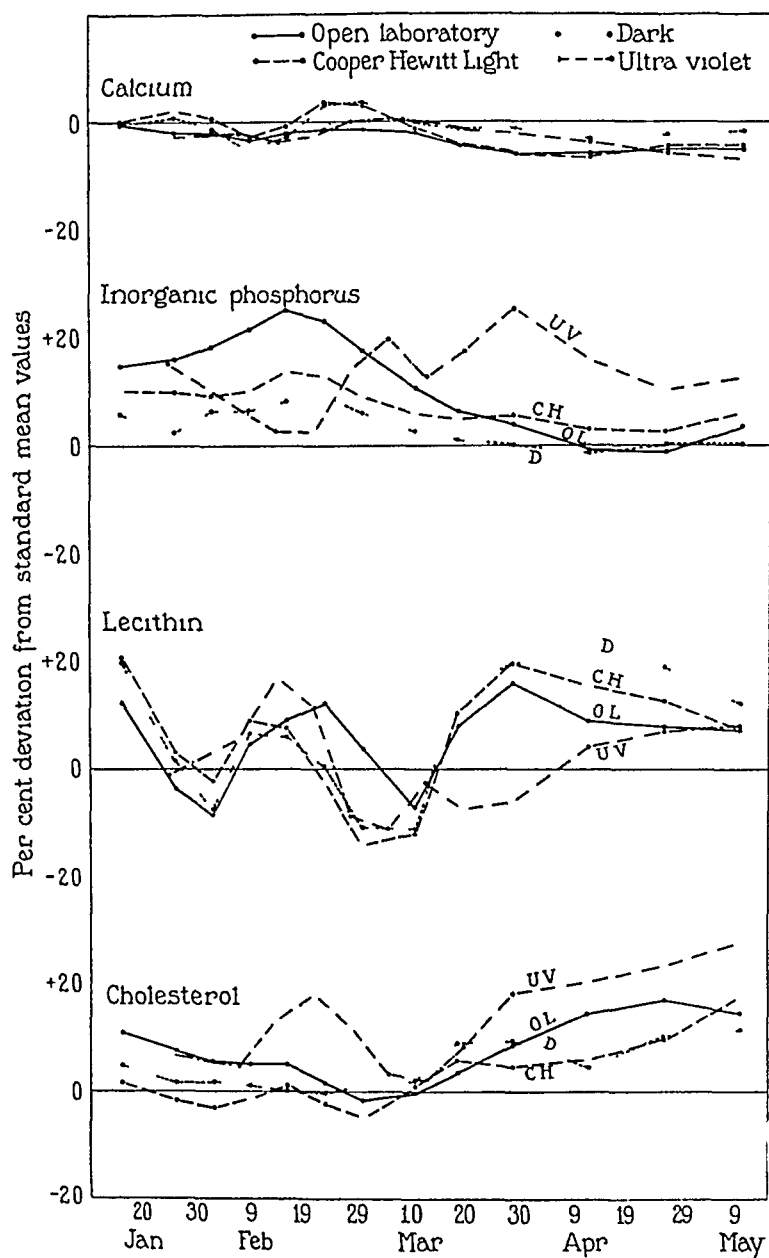 Open laboratory
Dark
Cooper Hewitt Light
Ultra violet
Calcium
0
-20
Inorganic phosphorus
+20
UV
CH
OL
D
0
-20
Lecithin
+20
D
CH
OL
UV
0
-20
+20
Cholesterol
UV
OL
D
CH
0
-20
Per cent deviation from standard mean values
20 30 9 19 29 10 20 30 9 19 29 9
Jan Feb Mar Apr May